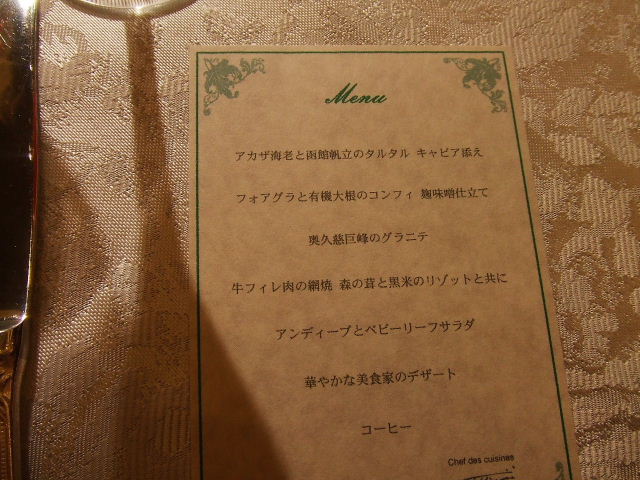 Menu
アカザ海老と函館帆立のタルタル キャビア添え
フォアグラと有機大根のコンフィ 麹味噌仕立て
奥久慈巨峰のグラニテ
牛フィレ肉の網焼 森の茸と黒米のリゾットと共に
アンディーブとベビーリーフサラダ
華やかな美食家のデザート
コーヒー
Chef des cuisines